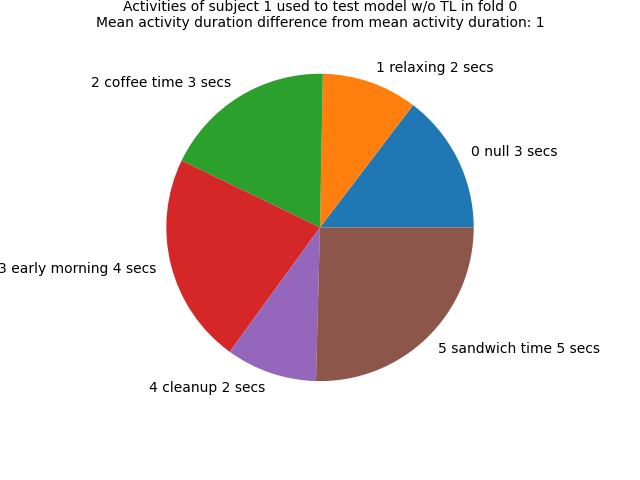 Activities of subject 1 used to test model w/o TL in fold 0
Mean activity duration difference from mean activity duration: 1
1 relaxing 2 secs
2 coffee time 3 secs
0 null 3 secs
3 early morning 4 secs
5 sandwich time 5 secs
4 cleanup 2 secs